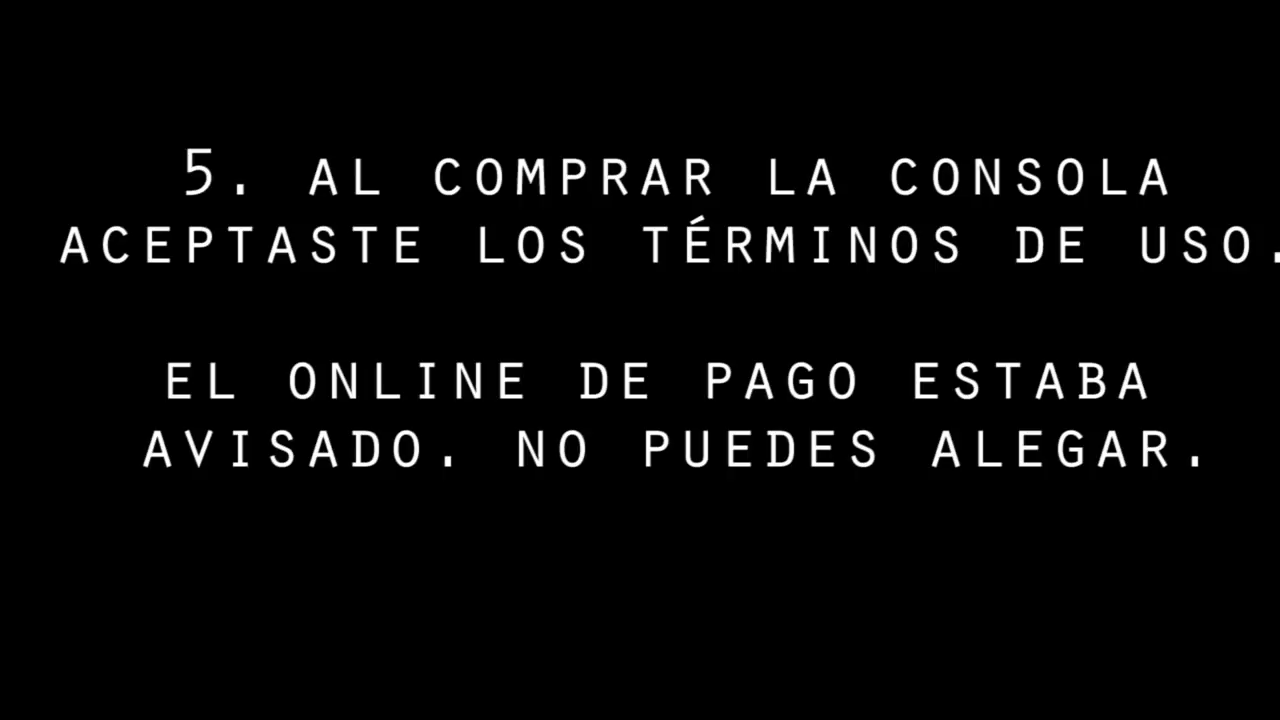 5. AL COMPRAR LA CONSOLA
ACEPTASTE LOS TÉRMINOS DE USO.
EL ONLINE DE PAGO ESTABA
AVISADO. NO PUEDES ALEGAR.